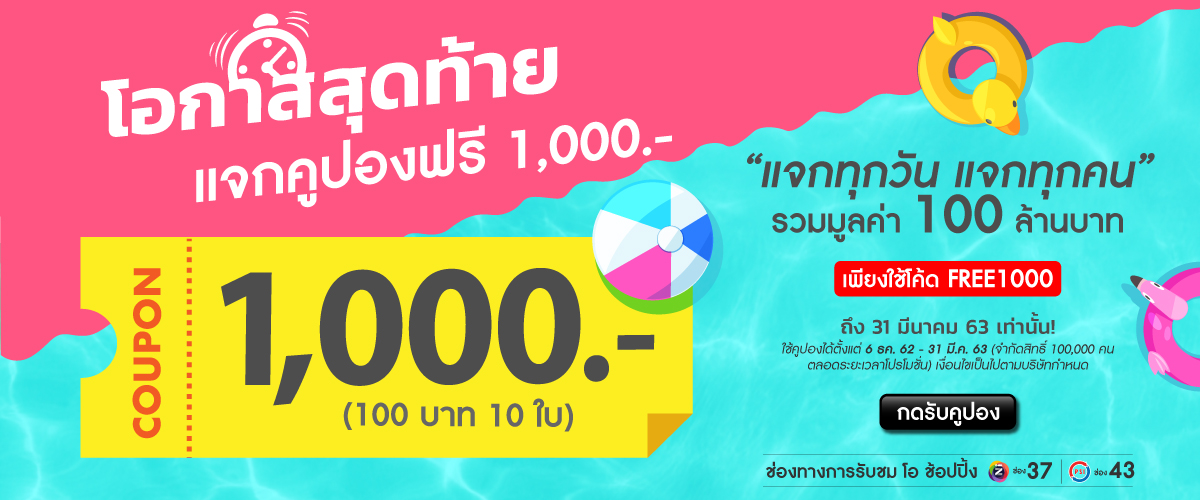 โอกาสสุดท้าย
แจกคูปองฟรี 1,000.-
COUPON
1,000.-
(100 บาท 10 ใบ)
“แจกทุกวัน แจกทุกคน”
รวมมูลค่า 100 ล้านบาท
เพียงใช้โค้ด FREE1000
ถึง 31 มีนาคม 63 เท่านั้น!
ใช้คูปองได้ตั้งแต่ 6 ธค. 62 - 31 มี.ค. 63 (จำกัดสิทธิ์ 100,000 คน
ตลอดระยะเวลาโปรโมชั่น) เงื่อนไขเป็นไปตามบริษัทกำหนด
กดรับคูปอง
ช่องทางการรับชม โอ ช้อปปิ้ง Z ช่อง 37 PSI ช่อง 43